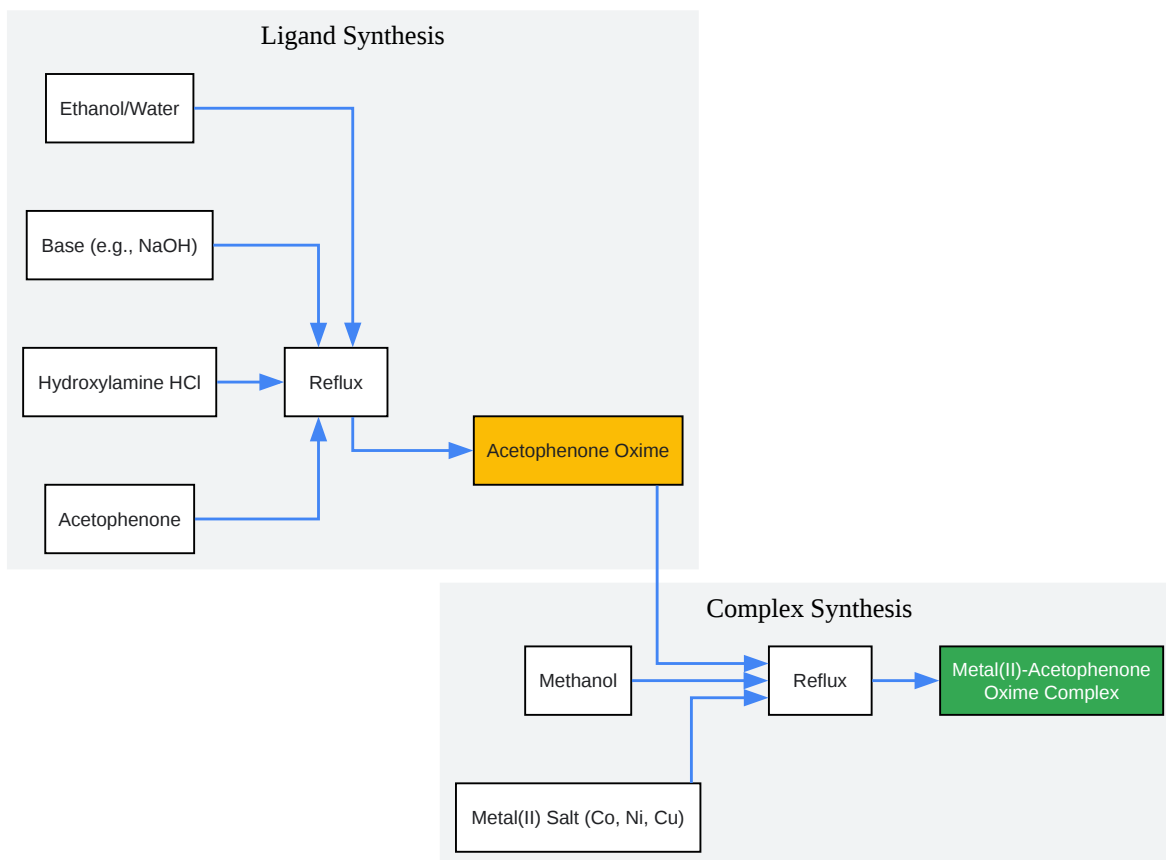 Ligand Synthesis
Ethanol/Water
Base (e.g., NaOH)
Hydroxylamine HCl
Reflux
Acetophenone Oxime
Acetophenone
Complex Synthesis
Methanol
Reflux
Metal(II)-Acetophenone
Oxime Complex
Metal(II) Salt (Co, Ni, Cu)